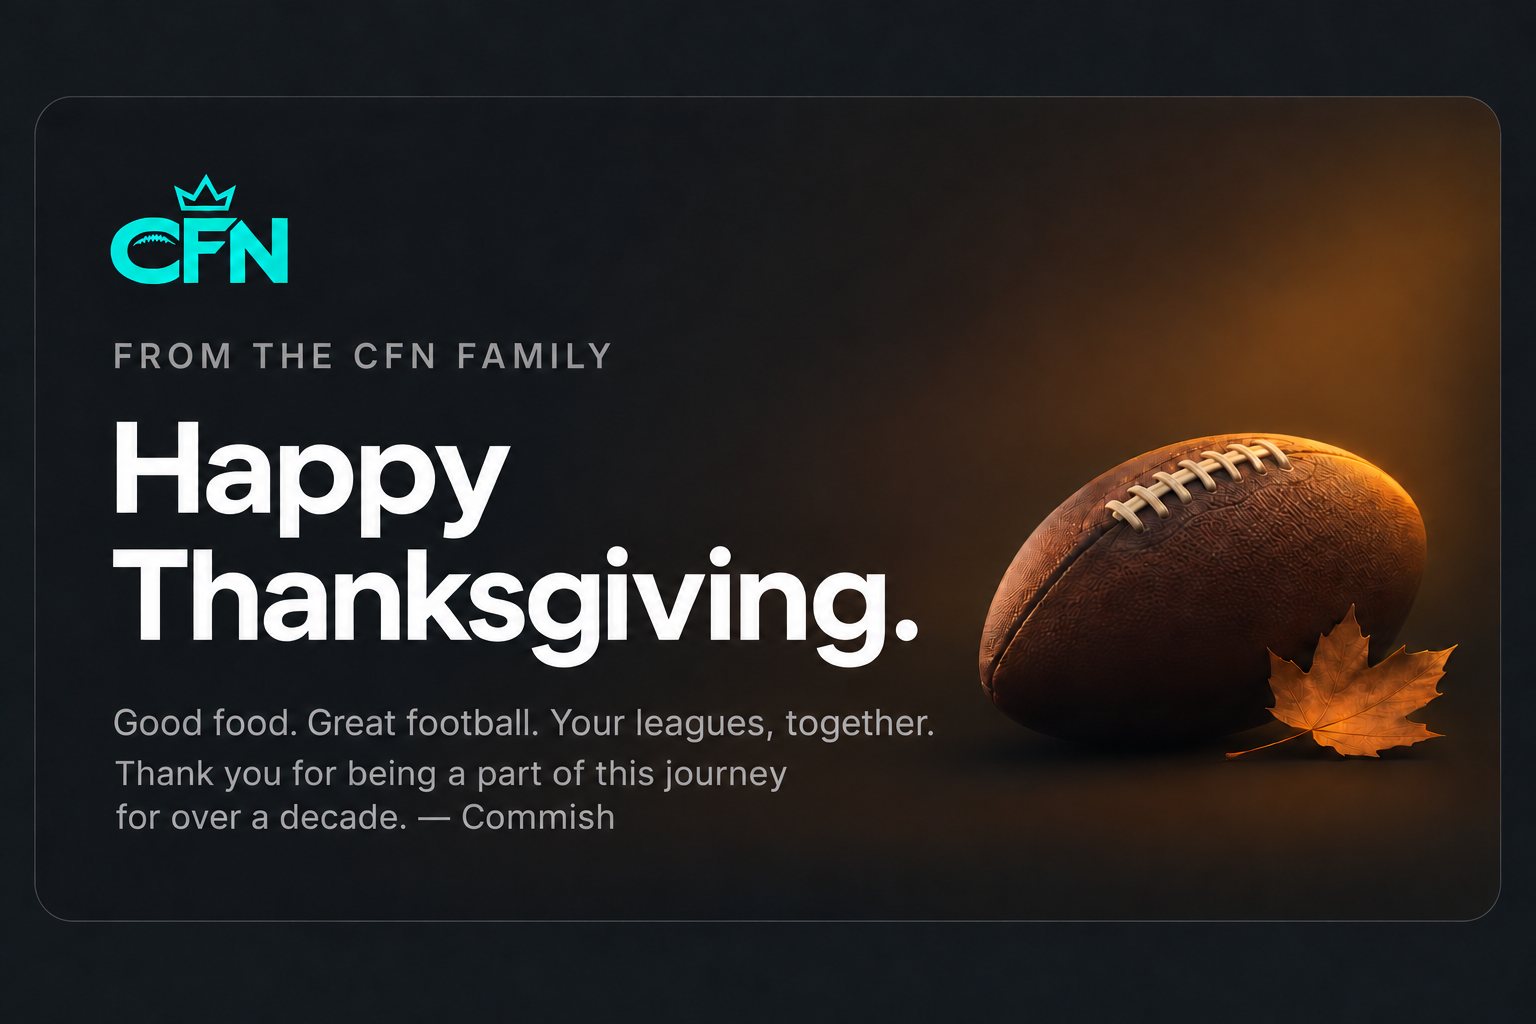 CFN
FROM THE CFN FAMILY
Happy
Thanksgiving.
Good food. Great football. Your leagues, together.
Thank you for being a part of this journey
for over a decade. — Commish